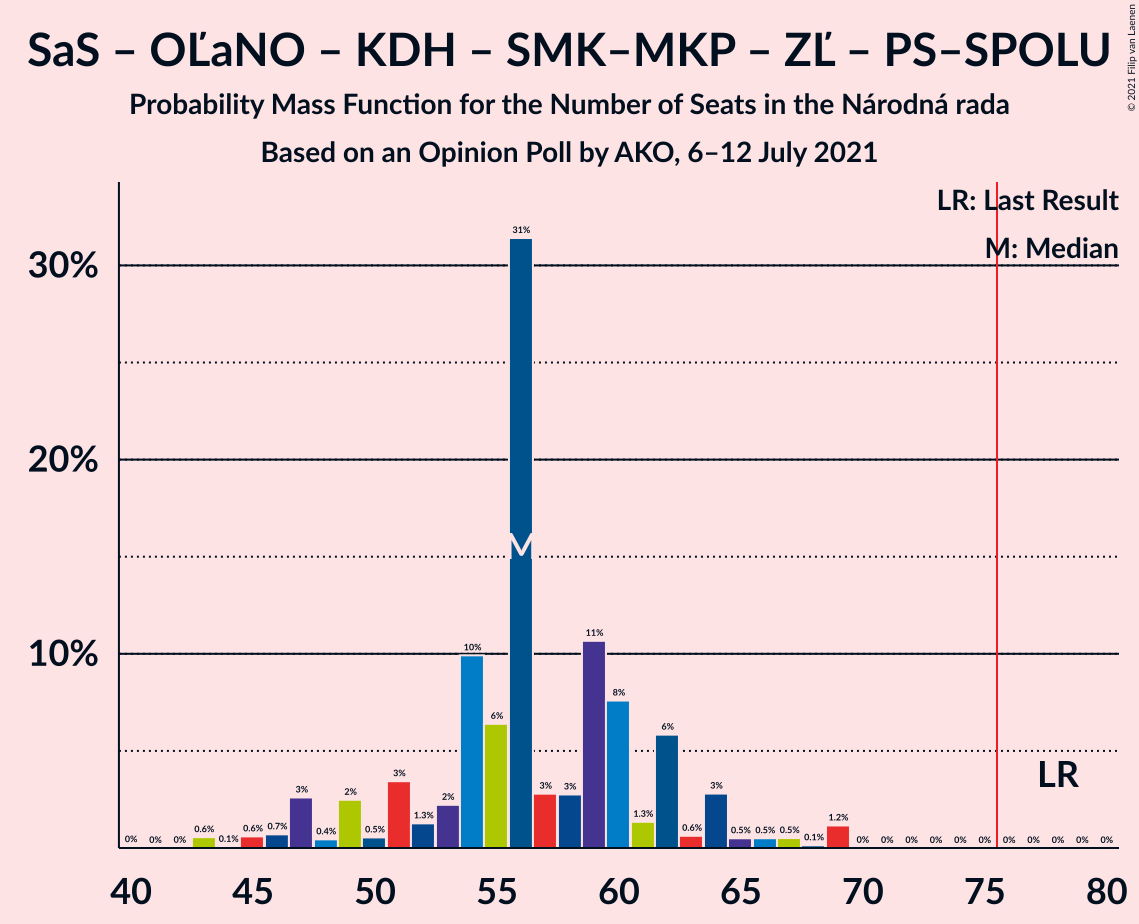 SaS – OĽaNO – KDH – SMK–MKP – ZĽ – PS–SPOLU
Probability Mass Function for the Number of Seats in the Národná rada
Based on an Opinion Poll by AKO, 6–12 July 2021
© 2021 Filip van Laenen
LR: Last Result
M: Median
30%
20%
10%
31%
M
LR
0% 0% 0% 0.6% 0.1% 0.6% 0.7% 3% 0.4% 2% 0.5% 3% 1.3% 2% 10% 6% 3% 3% 11% 8% 1.3% 6% 0.6% 3% 0.5% 0.5% 0.5% 0.1% 1.2% 0% 0% 0% 0% 0% 0% 0% 0% 0% 0% 0%
40 45 50 55 60 65 70 75 80